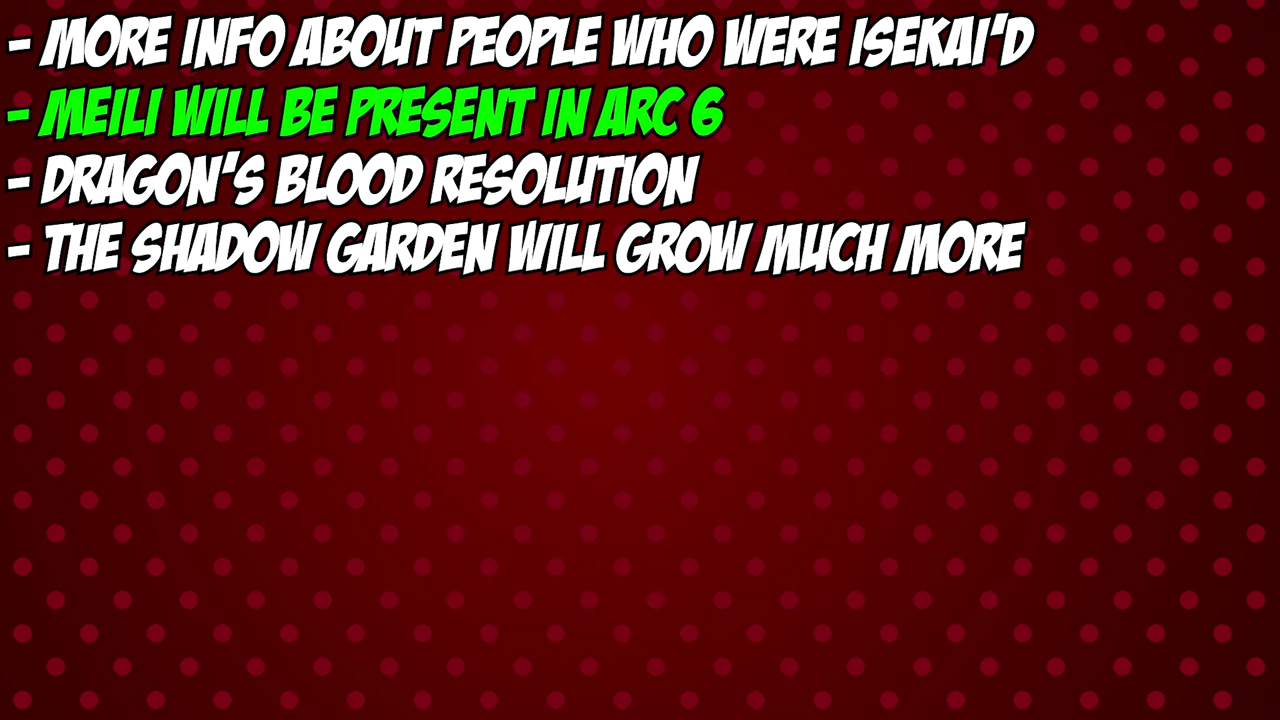 - MORE INFO ABOUT PEOPLE WHO WERE ISEKAI'D
- MEILI WILL BE PRESENT IN ARC 6
- DRAGON'S BLOOD RESOLUTION
- THE SHADOW GARDEN WILL GROW MUCH MORE